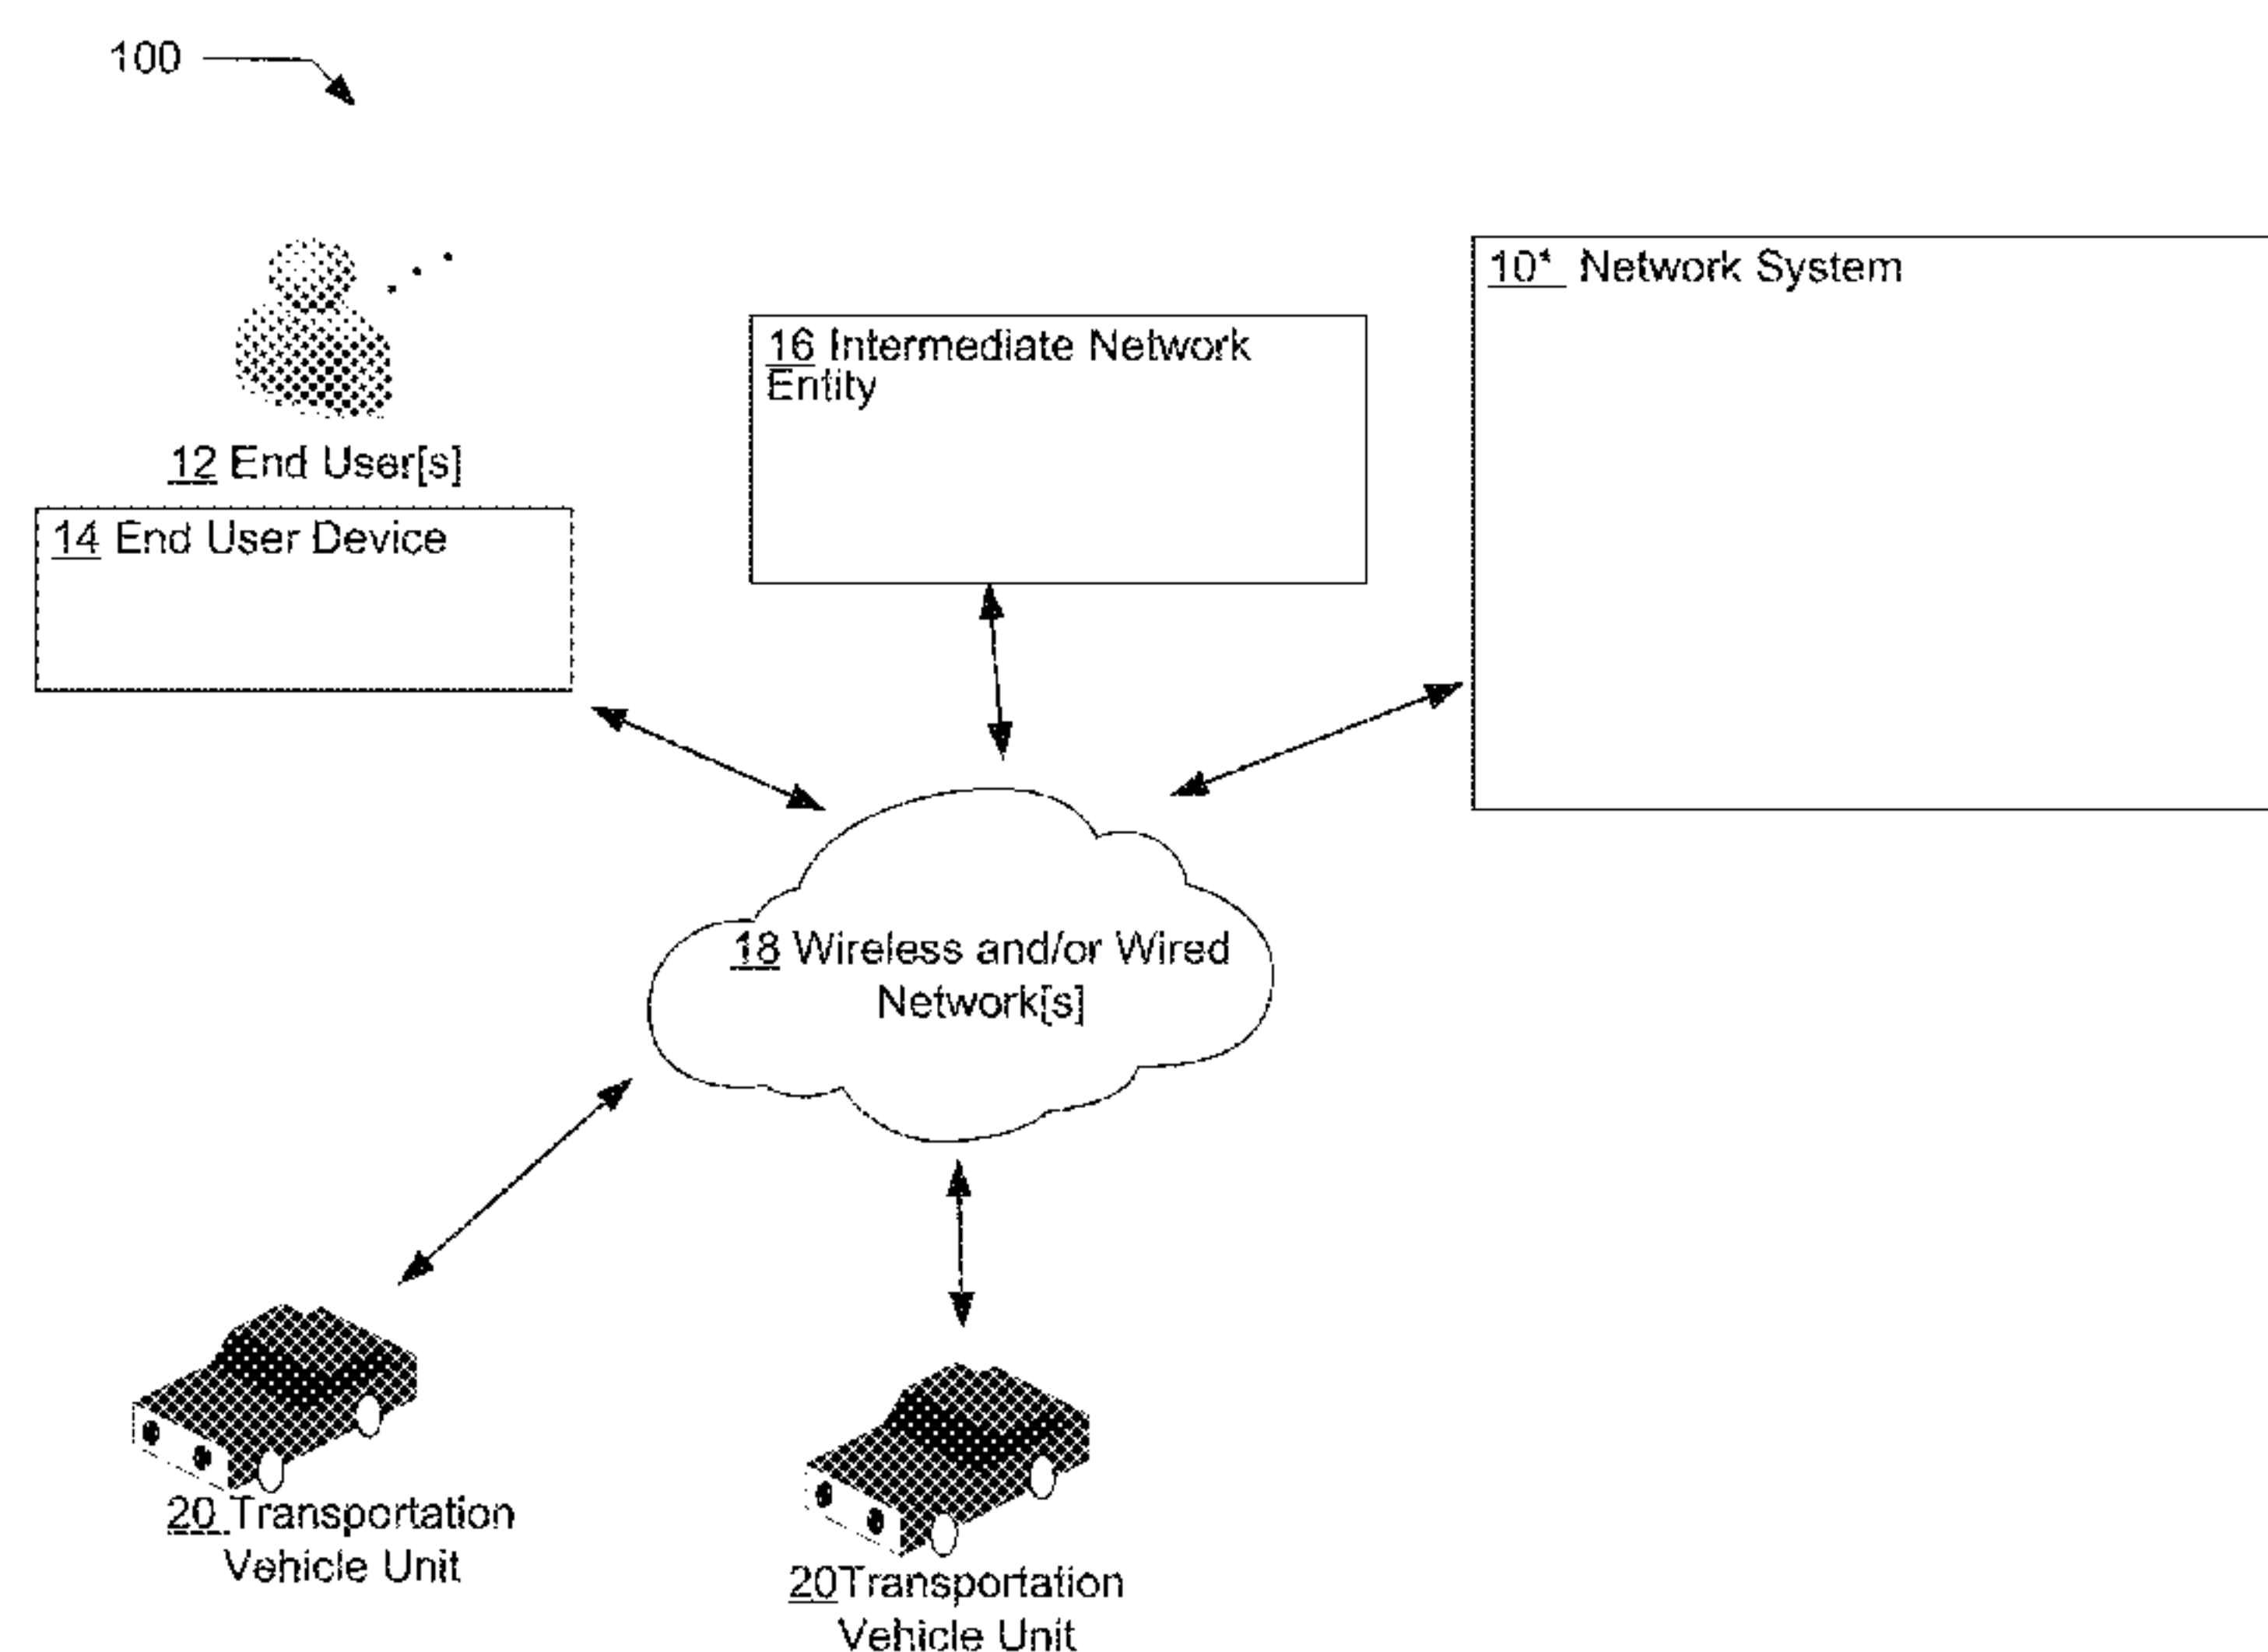 100
10* Network System
16 Intermediate Network
Entity
12 End User[s]
14 End User Device
18 Wireless and/or Wired
Network[s]
20 Transportation
Vehicle Unit
20Transportation
Vehicle Unit